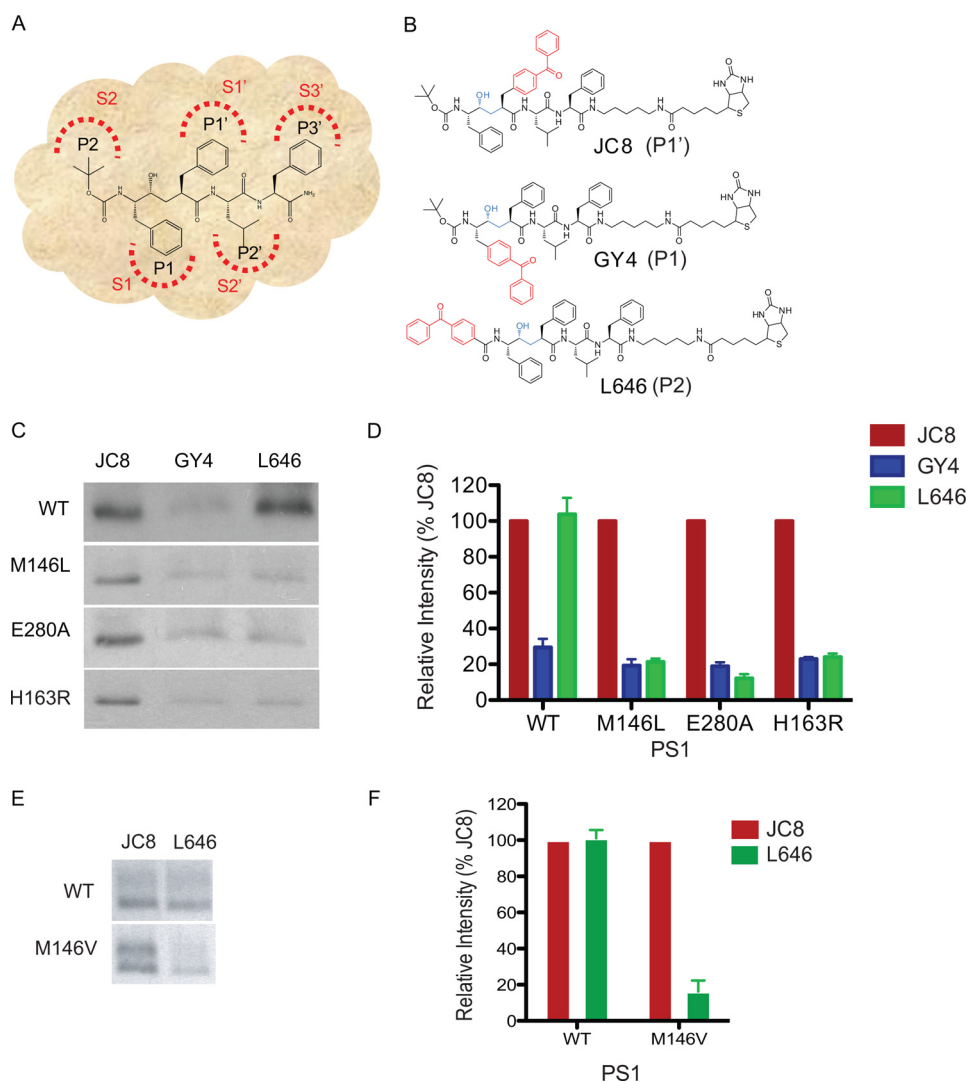 A
S2
S1'
S3'
P2
P1'
P3'
OH
H
N
O
O
H
N
O
N
H
O
NH₂
O
P1
P2'
S1
S2'
B
JC8 (P1')
GY4 (P1)
L646 (P2)
C
JC8 GY4 L646
WT
M146L
E280A
H163R
D
JC8
GY4
L646
Relative Intensity (% JC8)
120
100
80
60
40
20
0
WT M146L E280A H163R
PS1
E
JC8 L646
WT
M146V
F
JC8
L646
Relative Intensity (% JC8)
120
100
80
60
40
20
0
WT M146V
PS1